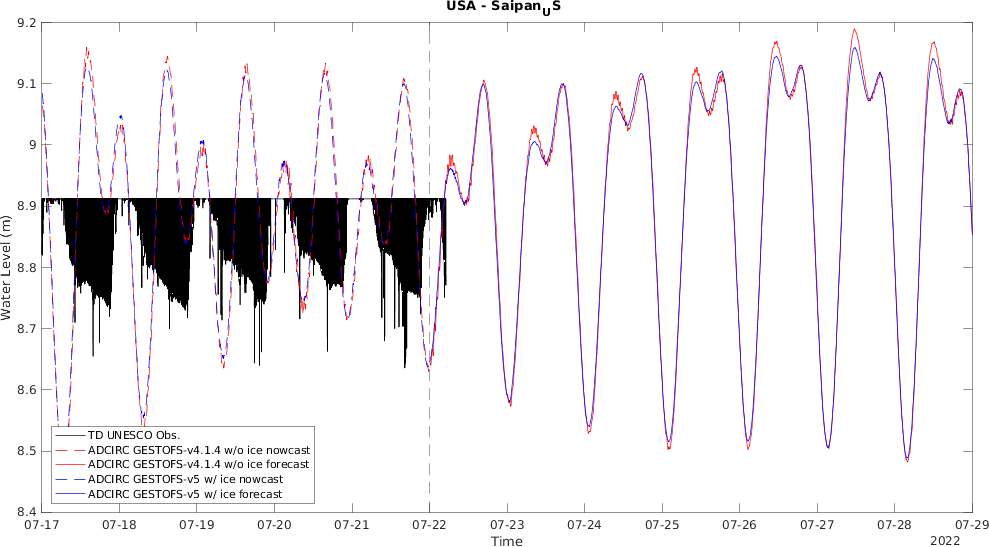 USA - Saipan_US
9.2
9.1
9
8.9
8.8
8.7
8.6
8.5
8.4
Water Level (m)
TD UNESCO Obs.
ADCIRC GESTOFS-v4.1.4 w/o ice nowcast
ADCIRC GESTOFS-v4.1.4 w/o ice forecast
ADCIRC GESTOFS-v5 w/ ice nowcast
ADCIRC GESTOFS-v5 w/ ice forecast
07-17 07-18 07-19 07-20 07-21 07-22 07-23 07-24 07-25 07-26 07-27 07-28 07-29
Time
2022